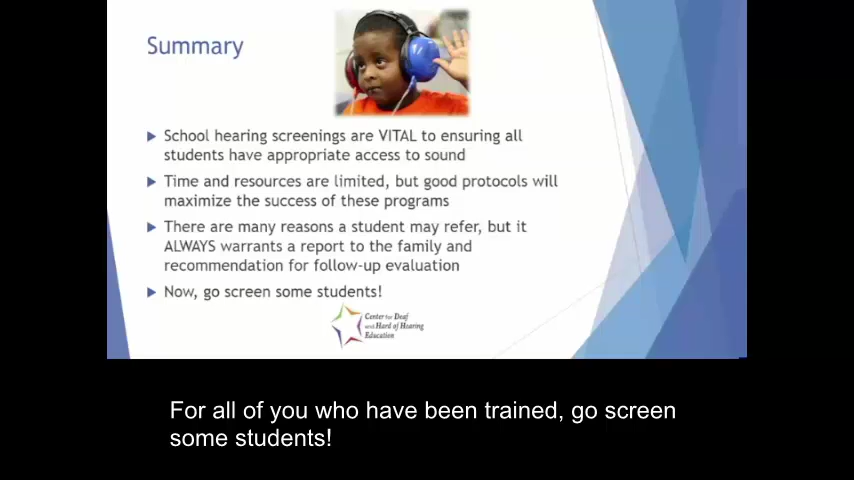 Summary
School hearing screenings are VITAL to ensuring all
students have appropriate access to sound
Time and resources are limited, but good protocols will
maximize the success of these programs
There are many reasons a student may refer, but it
ALWAYS warrants a report to the family and
recommendation for follow-up evaluation
Now, go screen some students!
Center for Deaf
and Hard of Hearing
Education
For all of you who have been trained, go screen
some students!